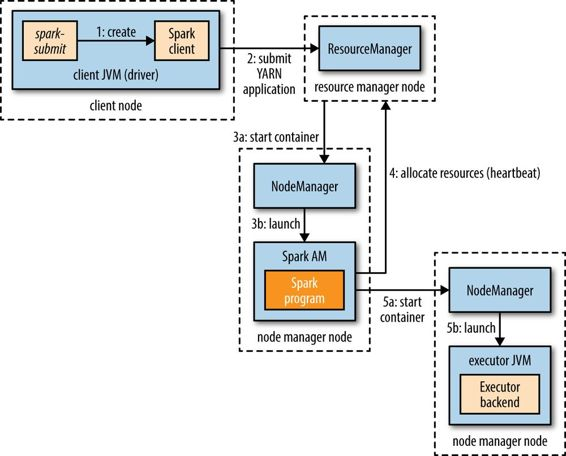 spark-
submit
1: create
Spark
client
client JVM (driver)
client node
2: submit
YARN
application
ResourceManager
resource manager node
3a: start container
NodeManager
3b: launch
Spark AM
Spark
program
node manager node
4: allocate resources (heartbeat)
5a: start
container
NodeManager
5b: launch
executor JVM
Executor
backend
node manager node